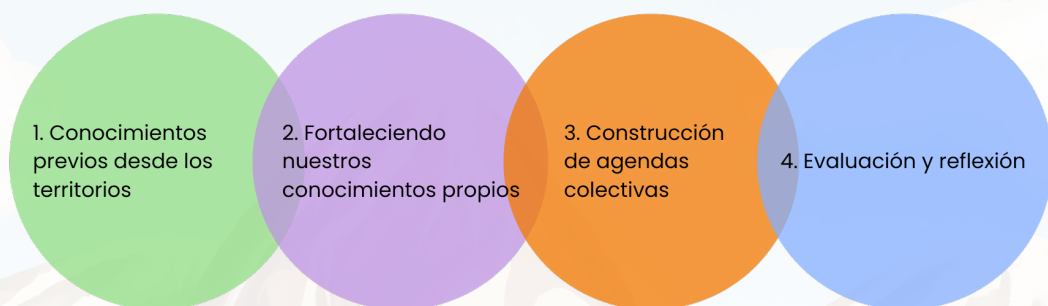 1. Conocimientos
previos desde los
territorios
2. Fortaleciendo
nuestros
conocimientos propios
3. Construcción
de agendas
colectivas
4. Evaluación y reflexión